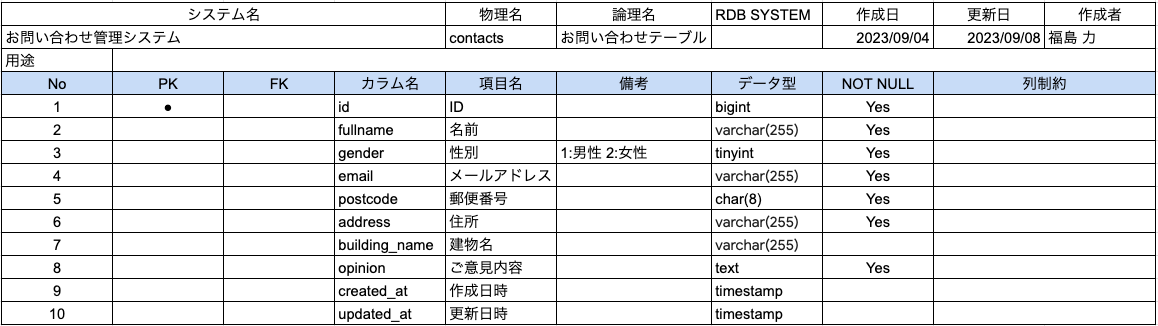 システム名 物理名 論理名 RDB SYSTEM 作成日 更新日 作成者
お問い合わせ管理システム contacts お問い合わせテーブル 2023/09/04 2023/09/08 福島 力
用途
No PK FK カラム名 項目名 備考 データ型 NOT NULL 列制約
1 ● id ID bigint Yes
2 fullname 名前 varchar(255) Yes
3 gender 性別 1:男性 2:女性 tinyint Yes
4 email メールアドレス varchar(255) Yes
5 postcode 郵便番号 char(8) Yes
6 address 住所 varchar(255) Yes
7 building_name 建物名 varchar(255)
8 opinion ご意見内容 text Yes
9 created_at 作成日時 timestamp
10 updated_at 更新日時 timestamp